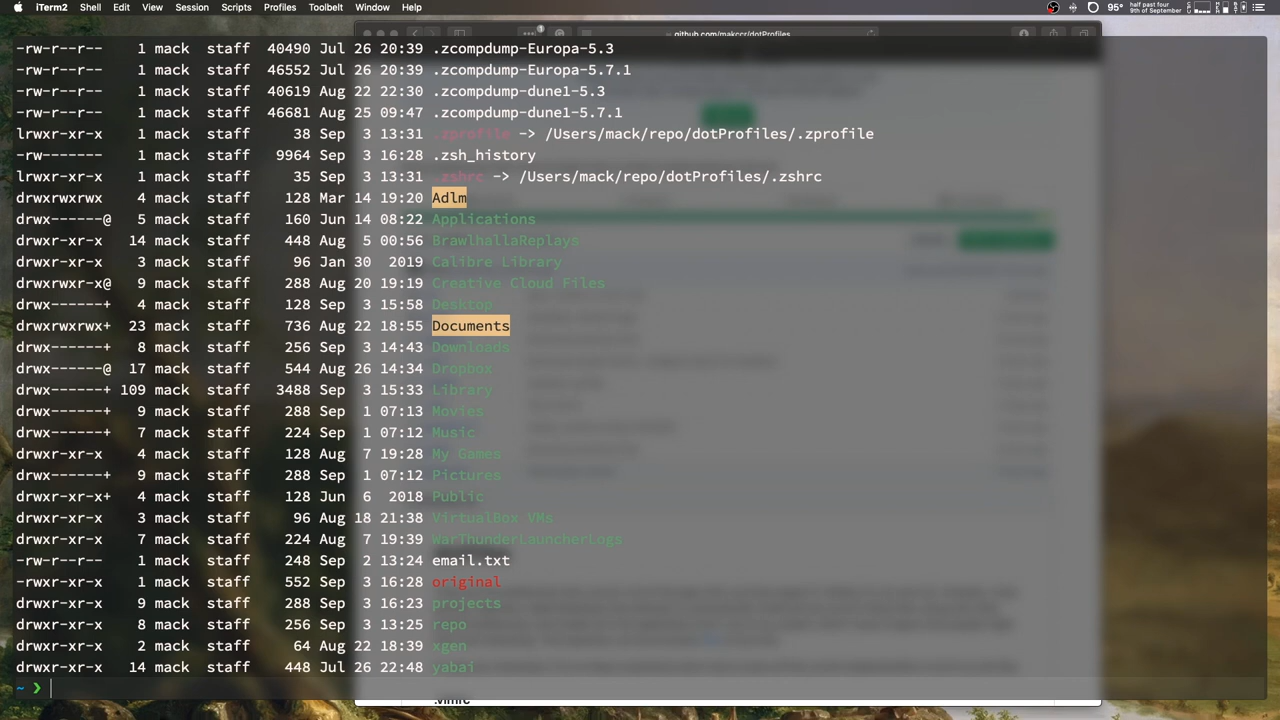 iTerm2 Shell Edit View Session Scripts Profiles Toolbelt Window Help 95° half past four 9th of September
github.com/makccr/dotProfiles
-rw-r--r-- 1 mack staff 40490 Jul 26 20:39 .zcompdump-Europa-5.3
-rw-r--r-- 1 mack staff 46552 Jul 26 20:39 .zcompdump-Europa-5.7.1
-rw-r--r-- 1 mack staff 40619 Aug 22 22:30 .zcompdump-dune1-5.3
-rw-r--r-- 1 mack staff 46681 Aug 25 09:47 .zcompdump-dune1-5.7.1
lrwxr-xr-x 1 mack staff 38 Sep 3 13:31 .zprofile -> /Users/mack/repo/dotProfiles/.zprofile
-rw------- 1 mack staff 9964 Sep 3 16:28 .zsh_history
lrwxr-xr-x 1 mack staff 35 Sep 3 13:31 .zshrc -> /Users/mack/repo/dotProfiles/.zshrc
drwxrwxrwx 4 mack staff 128 Mar 14 19:20 Adlm
drwx------@ 5 mack staff 160 Jun 14 08:22 Applications
drwxr-xr-x 14 mack staff 448 Aug 5 00:56 BrawlhallaReplays
drwxr-xr-x 3 mack staff 96 Jan 30 2019 Calibre Library
drwxrwxr-x@ 9 mack staff 288 Aug 20 19:19 Creative Cloud Files
drwx------+ 4 mack staff 128 Sep 3 15:58 Desktop
drwxrwxrwx+ 23 mack staff 736 Aug 22 18:55 Documents
drwx------+ 8 mack staff 256 Sep 3 14:43 Downloads
drwx------@ 17 mack staff 544 Aug 26 14:34 Dropbox
drwx------+ 109 mack staff 3488 Sep 3 15:33 Library
drwx------+ 9 mack staff 288 Sep 1 07:13 Movies
drwx------+ 7 mack staff 224 Sep 1 07:12 Music
drwxr-xr-x 4 mack staff 128 Aug 7 19:28 My Games
drwx------+ 9 mack staff 288 Sep 1 07:12 Pictures
drwxr-xr-x+ 4 mack staff 128 Jun 6 2018 Public
drwxr-xr-x 3 mack staff 96 Aug 18 21:38 VirtualBox VMs
drwxr-xr-x 7 mack staff 224 Aug 7 19:39 WarThunderLauncherLogs
-rw-r--r-- 1 mack staff 248 Sep 2 13:24 email.txt
-rwxr-xr-x 1 mack staff 552 Sep 3 16:28 original
drwxr-xr-x 9 mack staff 288 Sep 3 16:23 projects
drwxr-xr-x 8 mack staff 256 Sep 3 13:25 repo
drwxr-xr-x 2 mack staff 64 Aug 22 18:39 xgen
drwxr-xr-x 14 mack staff 448 Jul 26 22:48 yabai
~ ❯
.vimrc